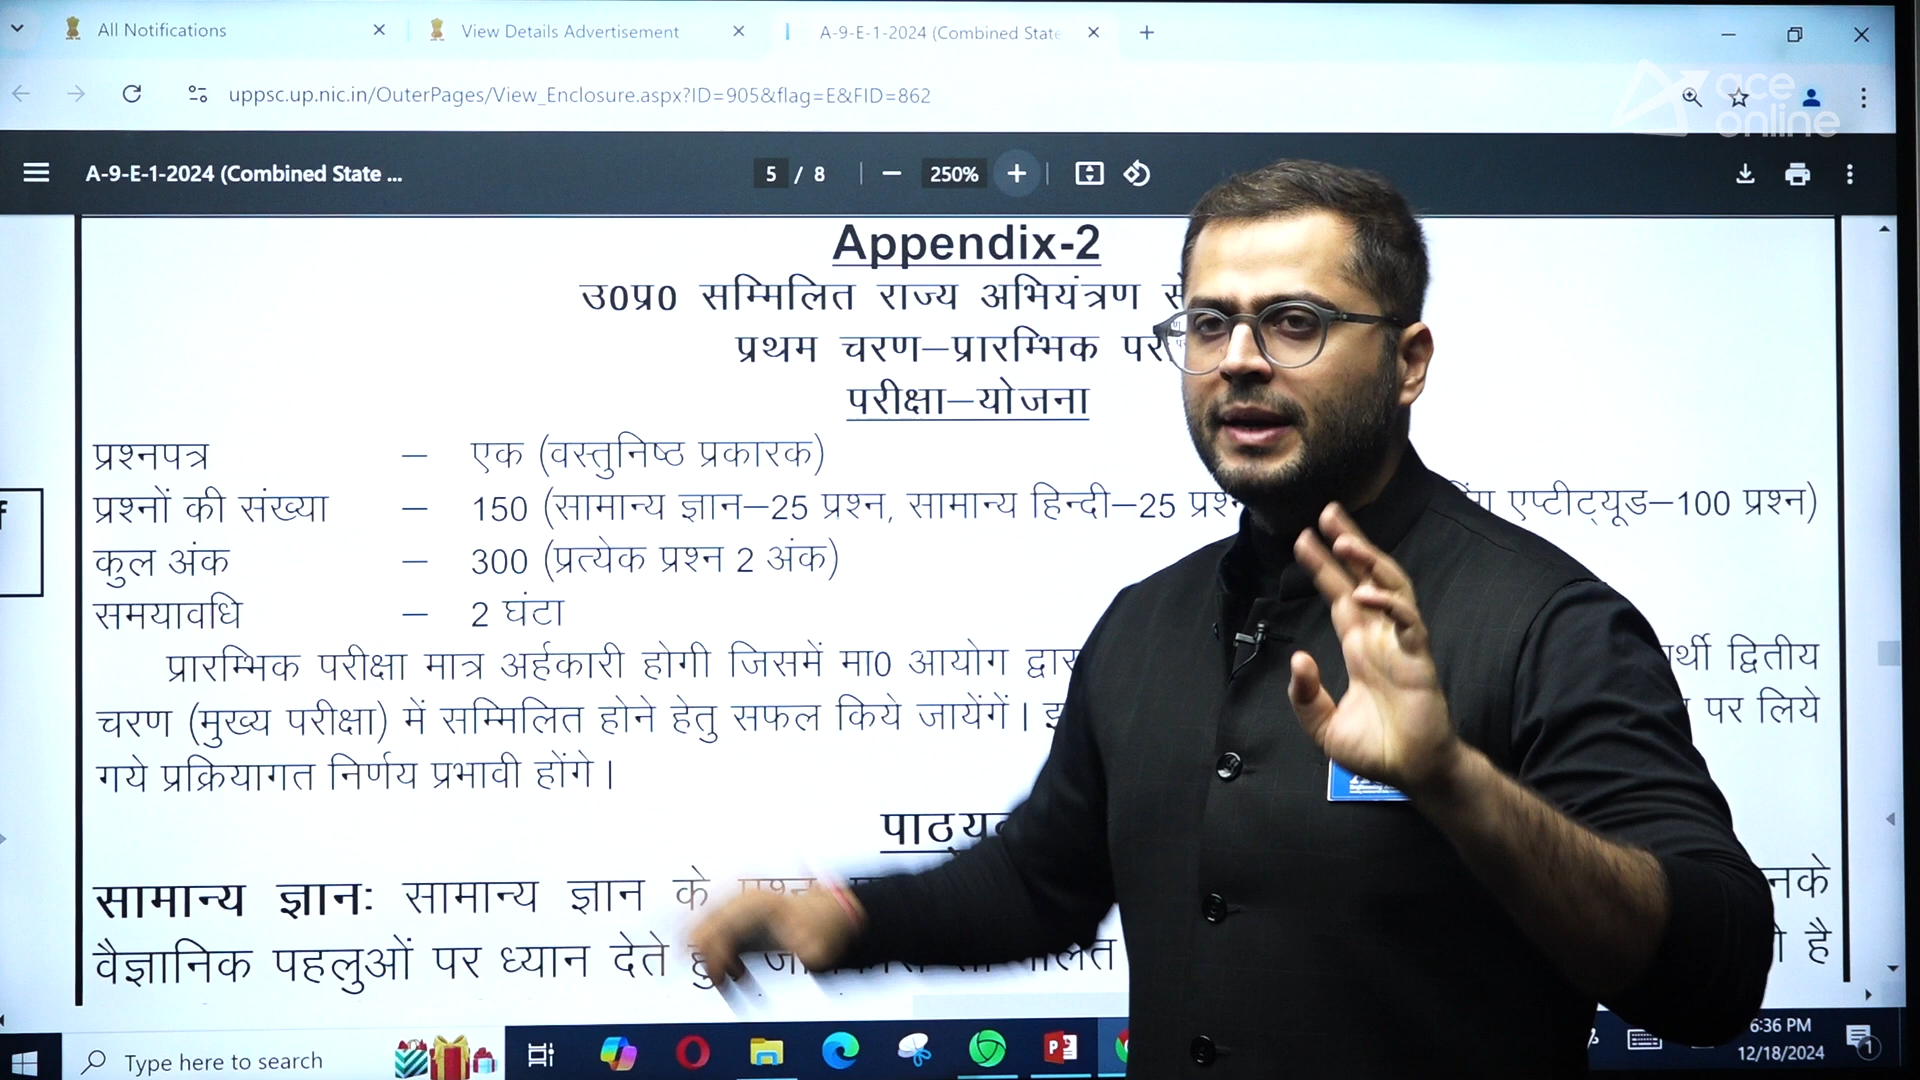 All Notifications
View Details Advertisement
A-9-E-1-2024 (Combined State
uppsc.up.nic.in/OuterPages/View_Enclosure.aspx?ID=905&flag=E&FID=862
ace
online
A-9-E-1-2024 (Combined State ...
5 / 8
250%
Appendix-2
उ0प्र0 सम्मिलित राज्य अभियंत्रण
प्रथम चरण–प्रारम्भिक
परीक्षा–योजना
प्रश्नपत्र – एक (वस्तुनिष्ठ प्रकारक)
प्रश्नों की संख्या – 150 (सामान्य ज्ञान–25 प्रश्न, सामान्य हिन्दी–25 एप्टीट्यूड–100 प्रश्न)
कुल अंक – 300 (प्रत्येक प्रश्न 2 अंक)
समयावधि – 2 घंटा
प्रारम्भिक परीक्षा मात्र अर्हकारी होगी जिसमें मा0 आयोग द्वितीय
चरण (मुख्य परीक्षा) में सम्मिलित होने हेतु सफल किये जायेंगें। पर लिये
गये प्रक्रियागत निर्णय प्रभावी होंगे।
सामान्य ज्ञानः सामान्य ज्ञान के
वैज्ञानिक पहलुओं पर ध्यान देते है
Type here to search
6:36 PM
12/18/2024
1